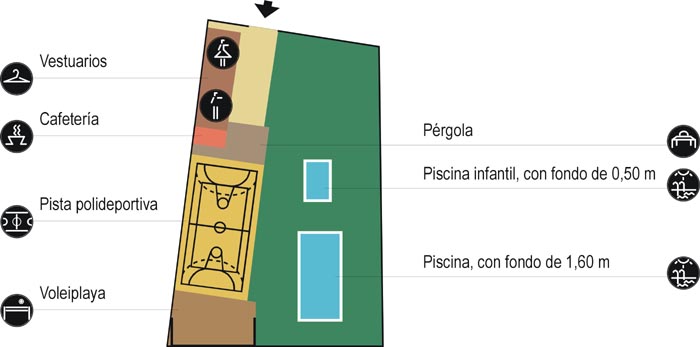 Vestuarios
Cafetería
Pista polideportiva
Voleiplaya
Pérgola
Piscina infantil, con fondo de 0,50 m
Piscina, con fondo de 1,60 m